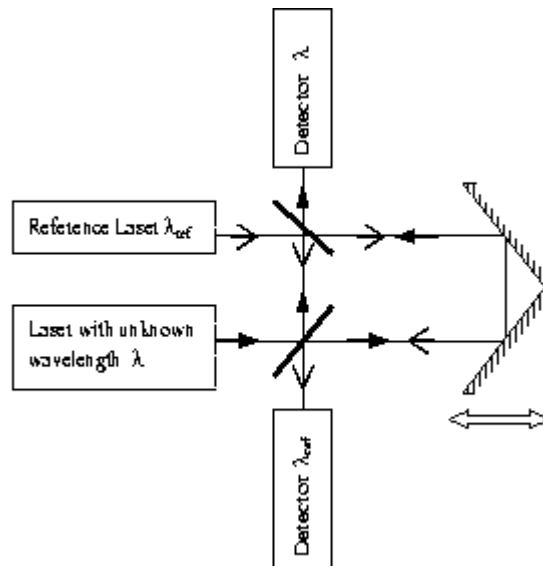 Detector λ
Reference Laser λref
Laser with unknown
wavelength λ
Detector λref